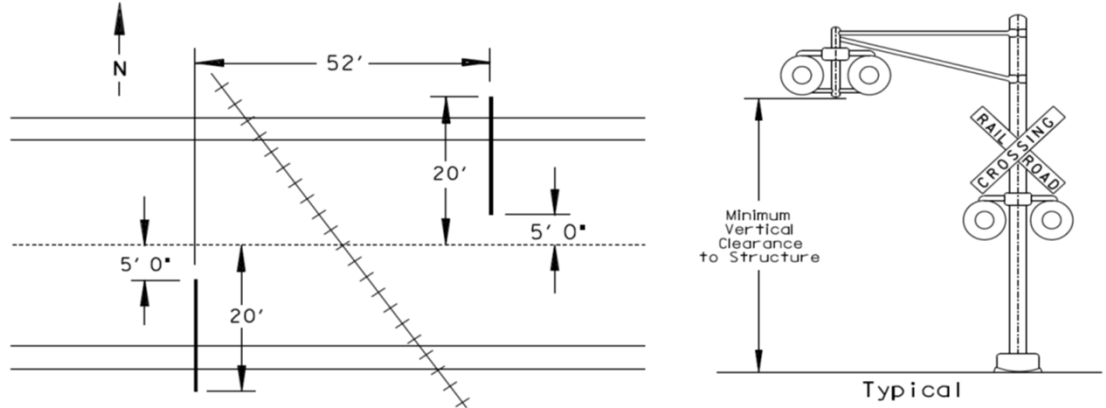 N
52′
20′
5′ 0"
5′ 0"
20′
RAIL ROAD
CROSSING
Minimum
Vertical
Clearance
to Structure
Typical